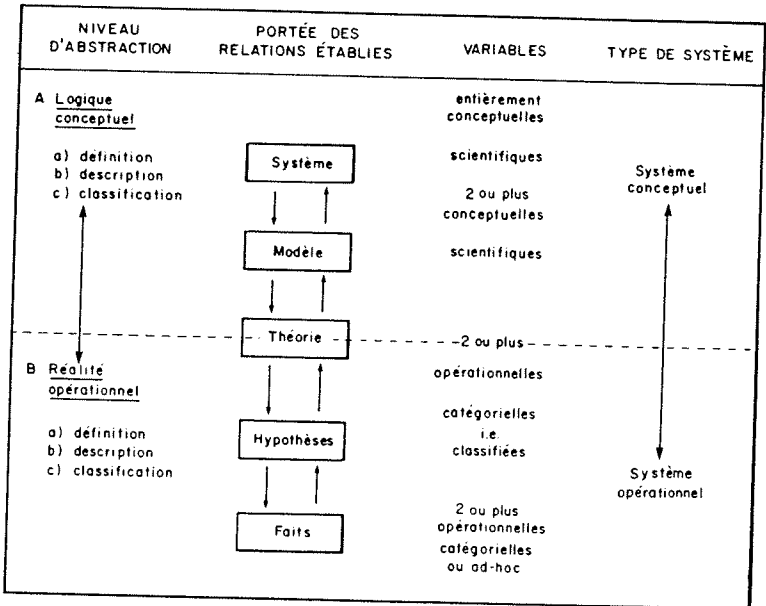 NIVEAU
D'ABSTRACTION
PORTÉE DES
RELATIONS ÉTABLIES
VARIABLES
TYPE DE SYSTÈME
A Logique
conceptuel
a) définition
b) description
c) classification
B Réalité
opérationnel
a) définition
b) description
c) classification
Système
Modèle
Théorie
Hypothèses
Faits
entièrement
conceptuelles
scientifiques
2 ou plus
conceptuelles
scientifiques
2 ou plus
opérationnelles
catégorielles
i.e.
classifiées
2 ou plus
opérationnelles
catégorielles
ou ad-hoc
Système
conceptuel
Système
opérationnel